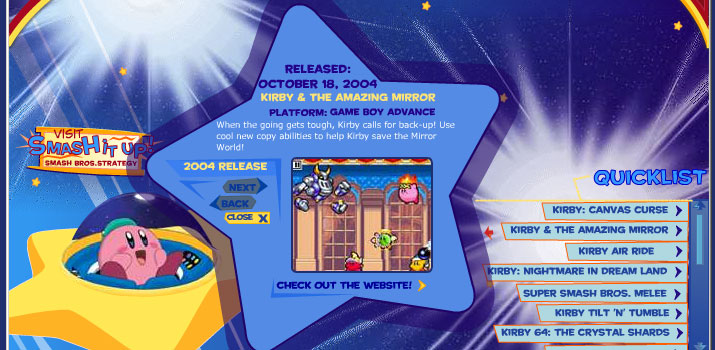 RELEASED:
OCTOBER 18, 2004
KIRBY & THE AMAZING MIRROR
PLATFORM: GAME BOY ADVANCE
When the going gets tough, Kirby calls for back-up! Use
cool new copy abilities to help Kirby save the Mirror
World!
2004 RELEASE
NEXT
BACK
CLOSE X
CHECK OUT THE WEBSITE!
VISIT
SMASH IT UP!
SMASH BROS.STRATEGY
QUICKLIST
KIRBY: CANVAS CURSE
KIRBY & THE AMAZING MIRROR
KIRBY AIR RIDE
KIRBY: NIGHTMARE IN DREAM LAND
SUPER SMASH BROS. MELEE
KIRBY TILT 'N' TUMBLE
KIRBY 64: THE CRYSTAL SHARDS